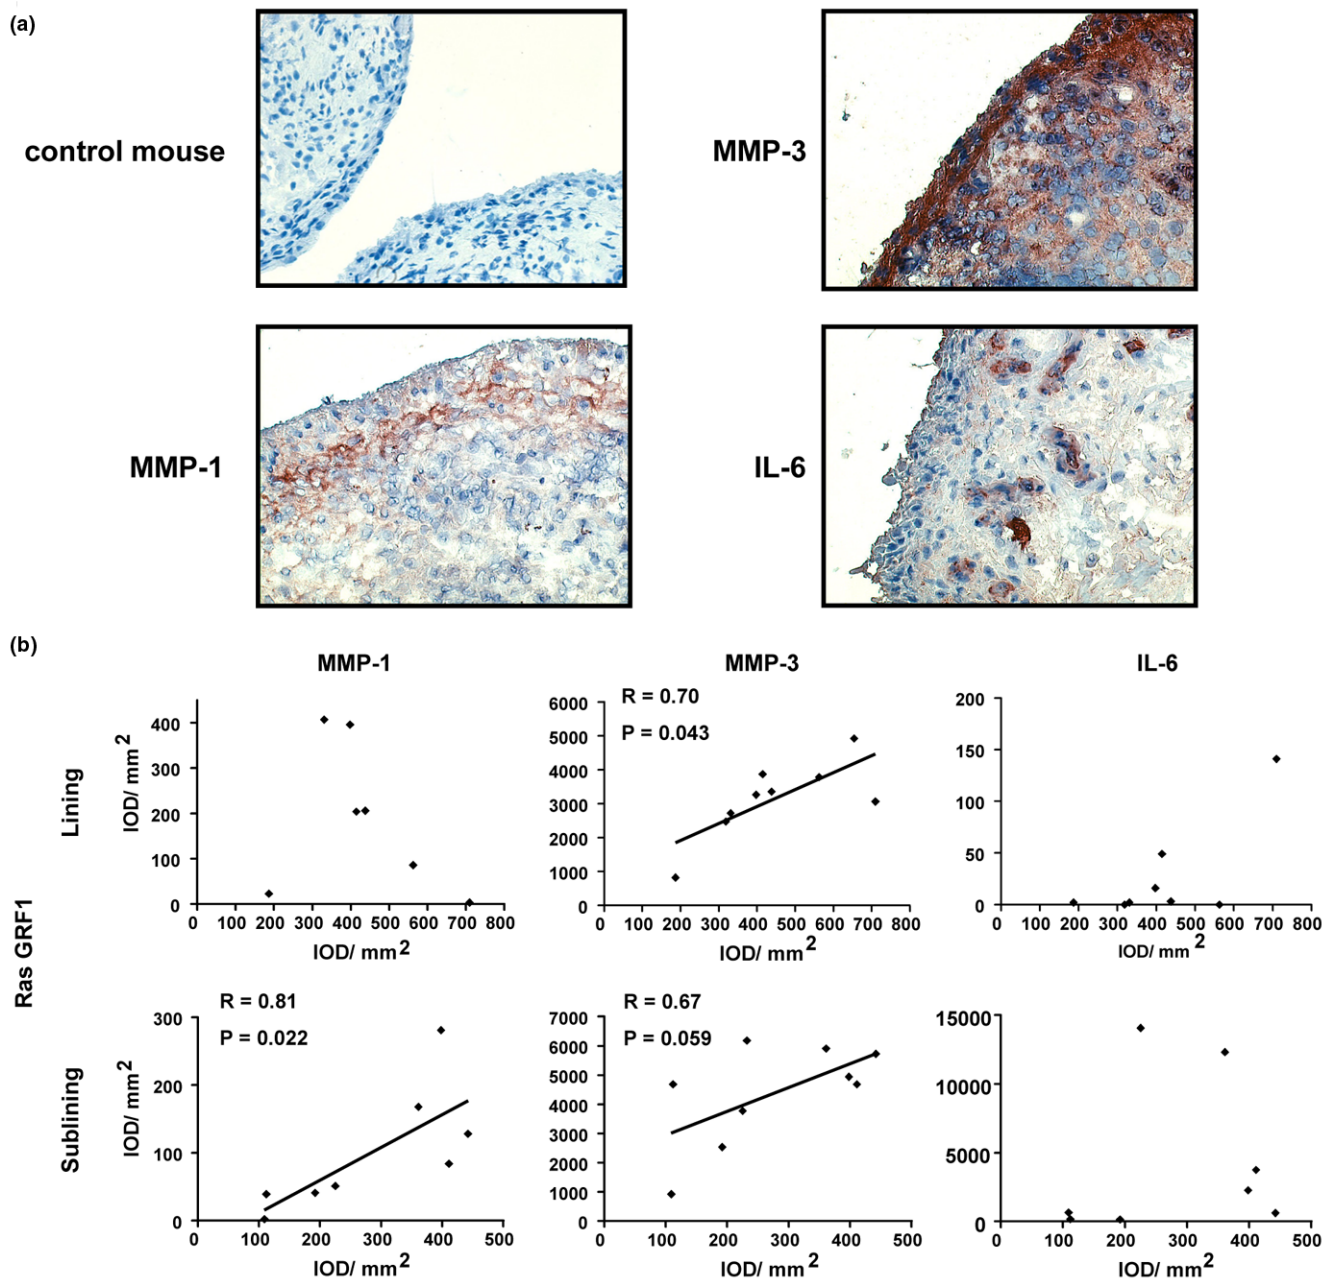 (a)
control mouse
MMP-3
MMP-1
IL-6
(b)
MMP-1
MMP-3
IL-6
Ras GRF1
Lining
IOD/ mm2
400
300
200
100
0
0 100 200 300 400 500 600 700 800
IOD/ mm2
R = 0.70
P = 0.043
6000
5000
4000
3000
2000
1000
0
0 100 200 300 400 500 600 700 800
IOD/ mm2
200
150
100
50
0
0 100 200 300 400 500 600 700 800
IOD/ mm2
Sublining
IOD/ mm2
R = 0.81
P = 0.022
300
200
100
0
0 100 200 300 400 500
IOD/ mm2
R = 0.67
P = 0.059
7000
6000
5000
4000
3000
2000
1000
0
0 100 200 300 400 500
IOD/ mm2
15000
10000
5000
0
0 100 200 300 400 500
IOD/ mm2